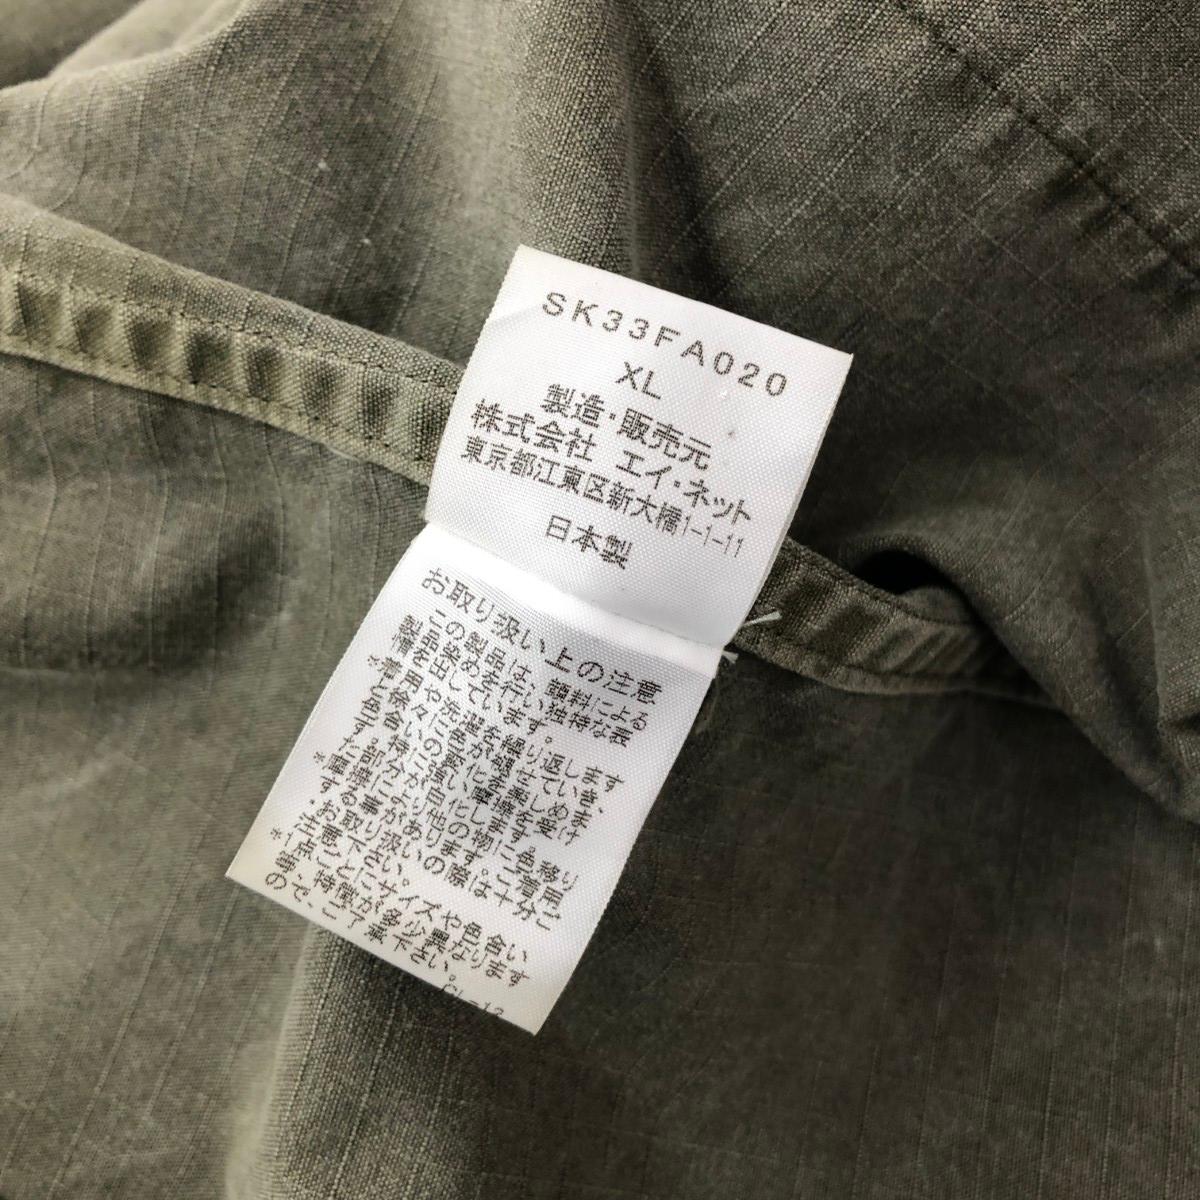 SK33FA020
XL
製造・販売元
株式会社 エイ・ネット
東京都江東区新大橋1-1-11
日本製
お取り扱い上の注意
この製品は、顔料による
製品染めを行い独特な表
情を出しています。
*着用や洗濯を繰り返します
と徐々に色が褪せていき、
色合いのご変化を楽しめま
す。特に濃色は摩擦を受け
た部分が白化します。
*摩擦により他の物に色移り
する事があります。ご着用
・お取り扱いの際は十分ご
注意下さい。
*1点ごとにサイズや色合い
等、特徴が多少異なります
ので、ご了承下さい。